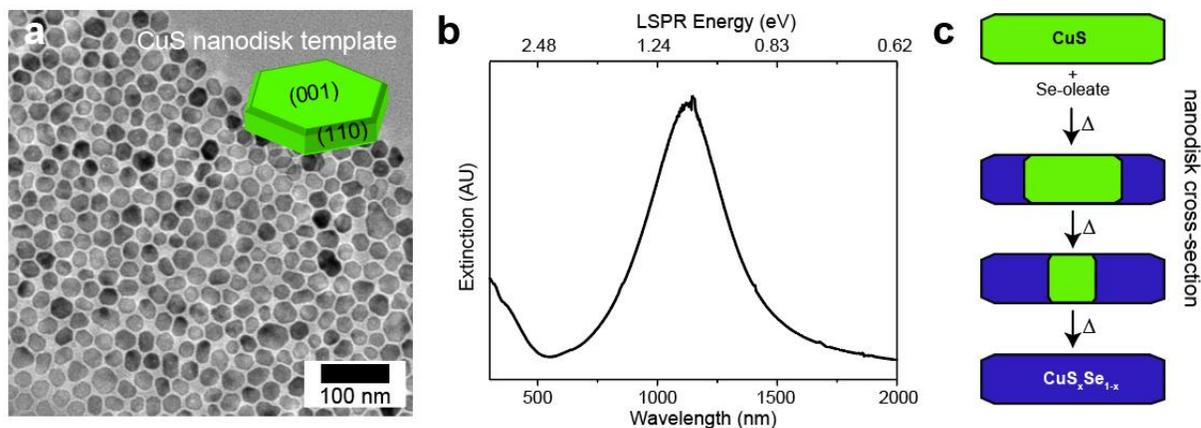 a
CuS nanodisk template
(001)
(110)
100 nm
b
LSPR Energy (eV)
2.48 1.24 0.83 0.62
Extinction (AU)
500 1000 1500 2000
Wavelength (nm)
c
CuS
+
Se-oleate
Δ
Δ
Δ
CuSₓSe₁₋ₓ
nanodisk cross-section